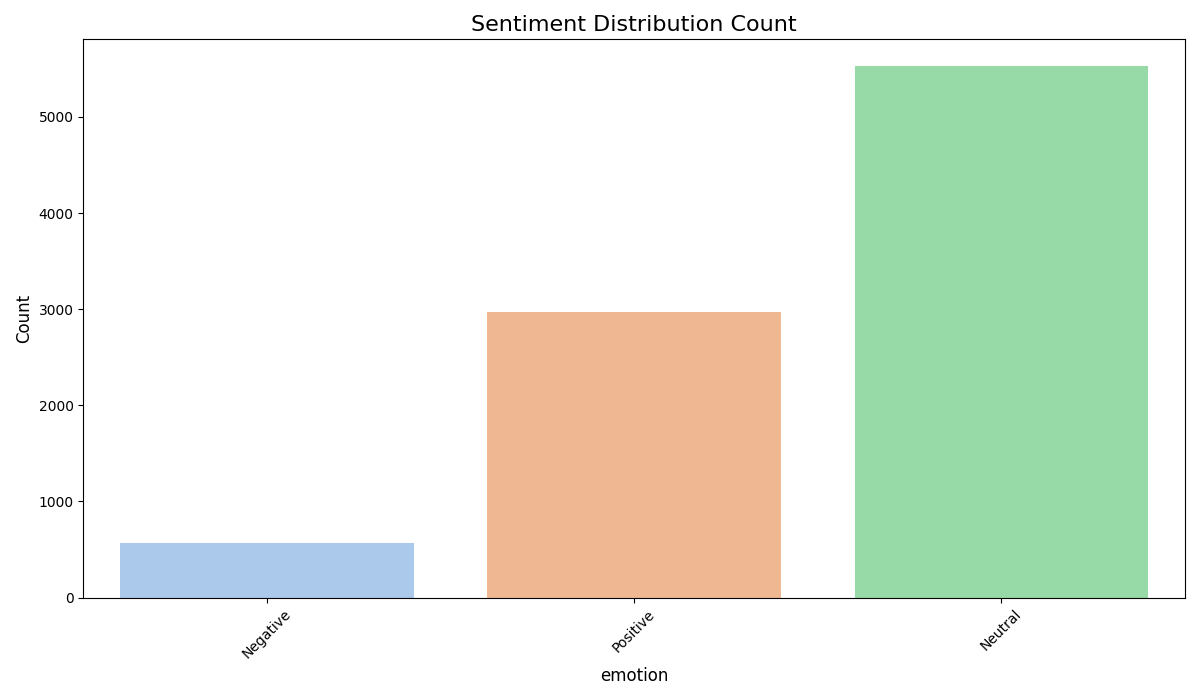 Sentiment Distribution Count
5000
4000
3000
2000
1000
0
Count
Negative
Positive
Neutral
emotion